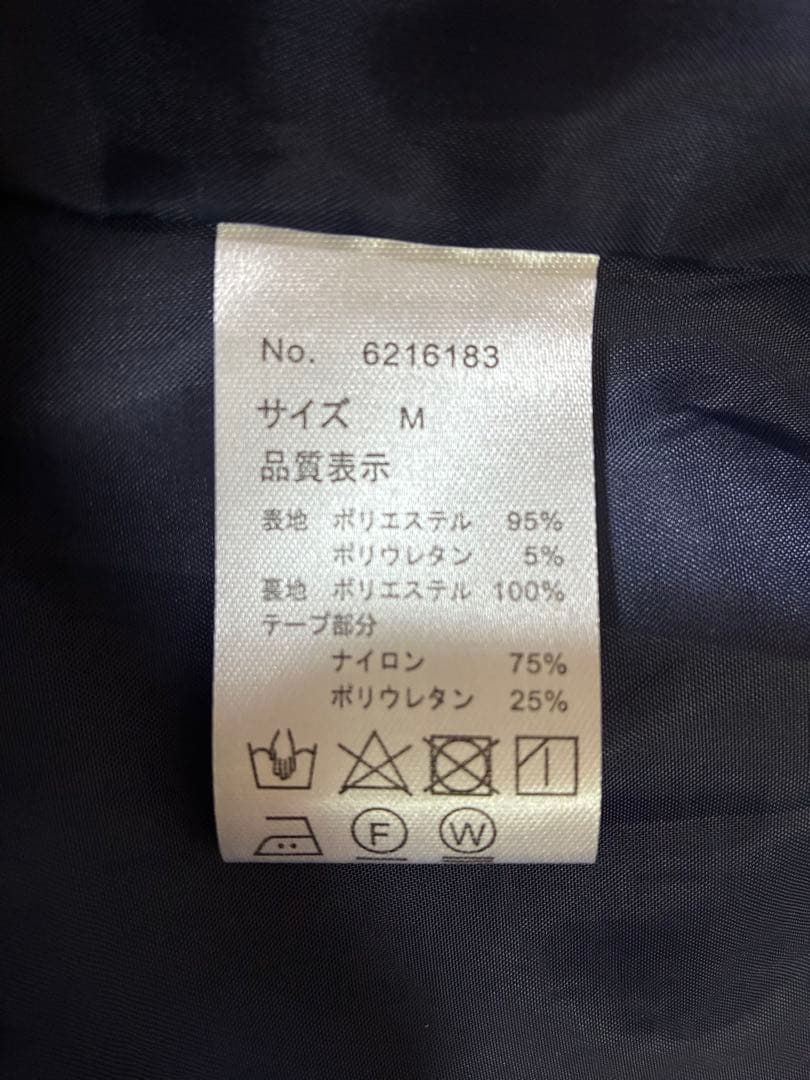 No. 6216183
サイズ M
品質表示
表地 ポリエステル 95%
ポリウレタン 5%
裏地 ポリエステル 100%
テープ部分
ナイロン 75%
ポリウレタン 25%
F W